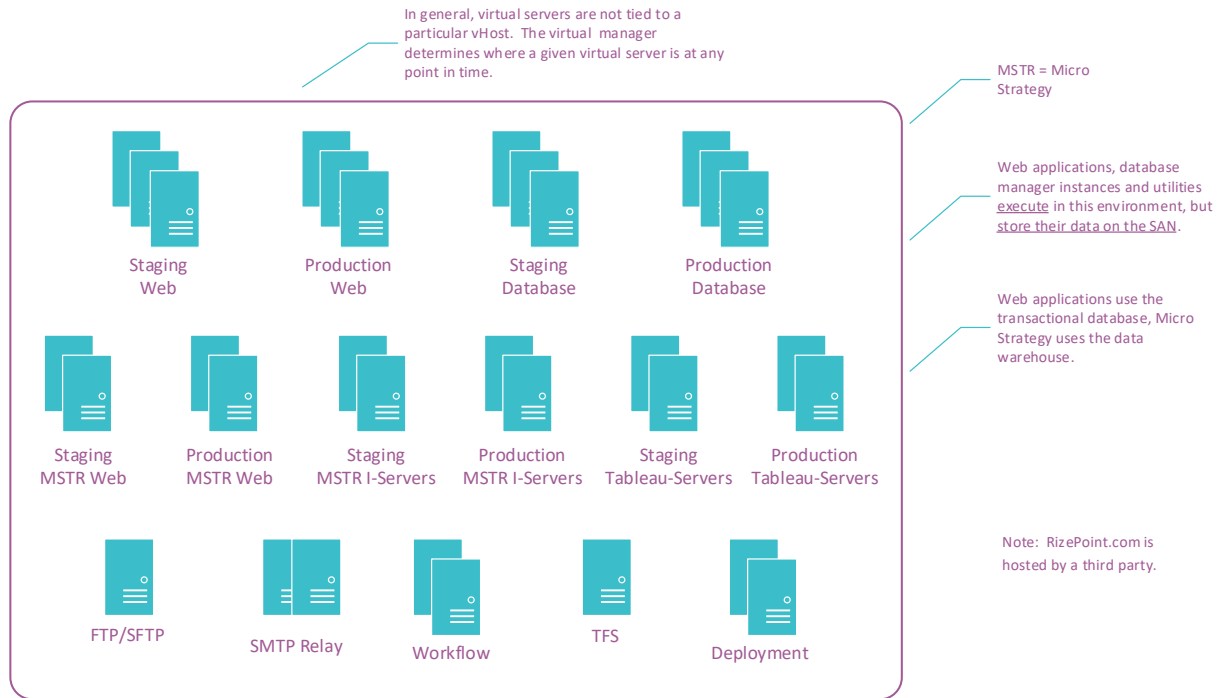 In general, virtual servers are not tied to a
particular vHost.  The virtual  manager
determines where a given virtual server is at any
point in time.
MSTR = Micro
Strategy
Web applications, database
manager instances and utilities
execute in this environment, but
store their data on the SAN.
Web applications use the
transactional database, Micro
Strategy uses the data
warehouse.
Staging
Web
Production
Web
Staging
Database
Production
Database
Staging
MSTR Web
Production
MSTR Web
Staging
MSTR I-Servers
Production
MSTR I-Servers
Staging
Tableau-Servers
Production
Tableau-Servers
Note:  RizePoint.com is
hosted by a third party.
FTP/SFTP
SMTP Relay
Workflow
TFS
Deployment